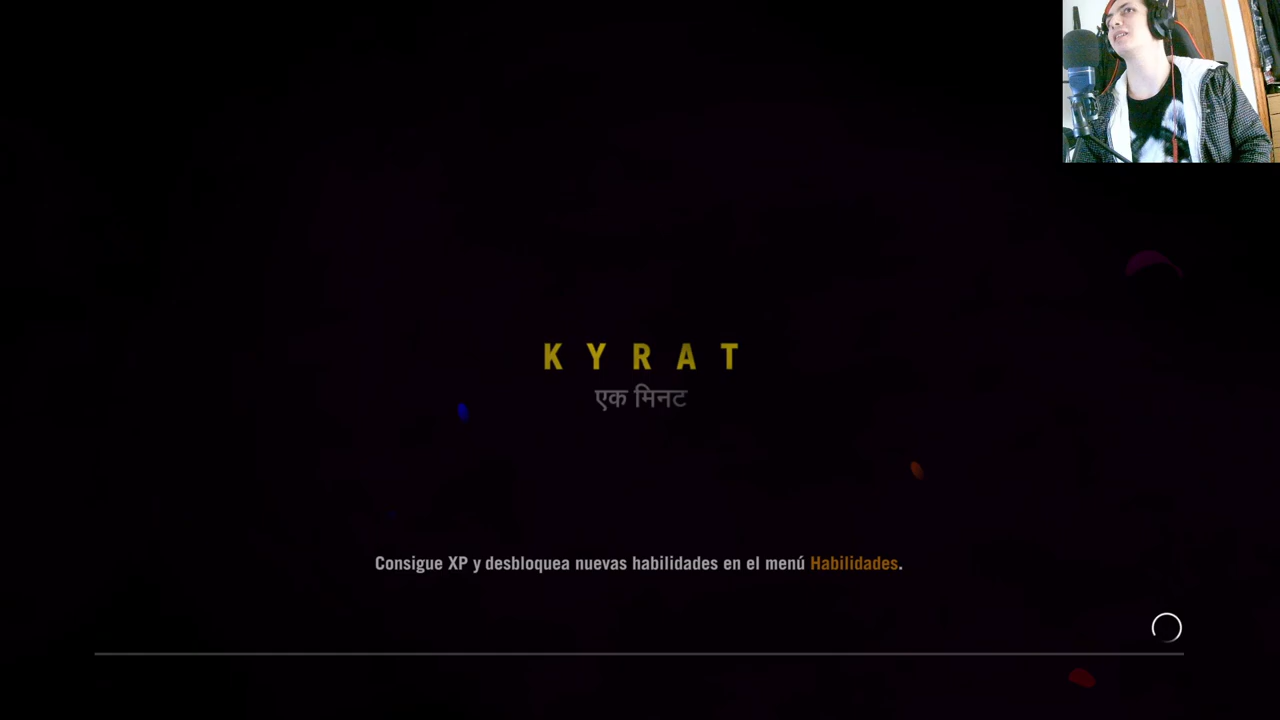 KYRAT
एक मिनट
Consigue XP y desbloquea nuevas habilidades en el menú Habilidades.